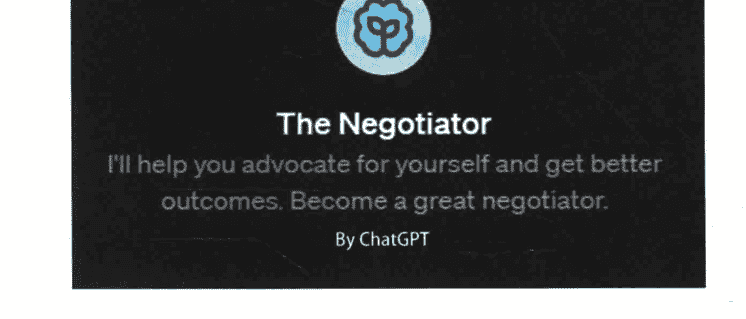 The Negotiator
I'll help you advocate for yourself and get better
outcomes. Become a great negotiator.
By ChatGPT